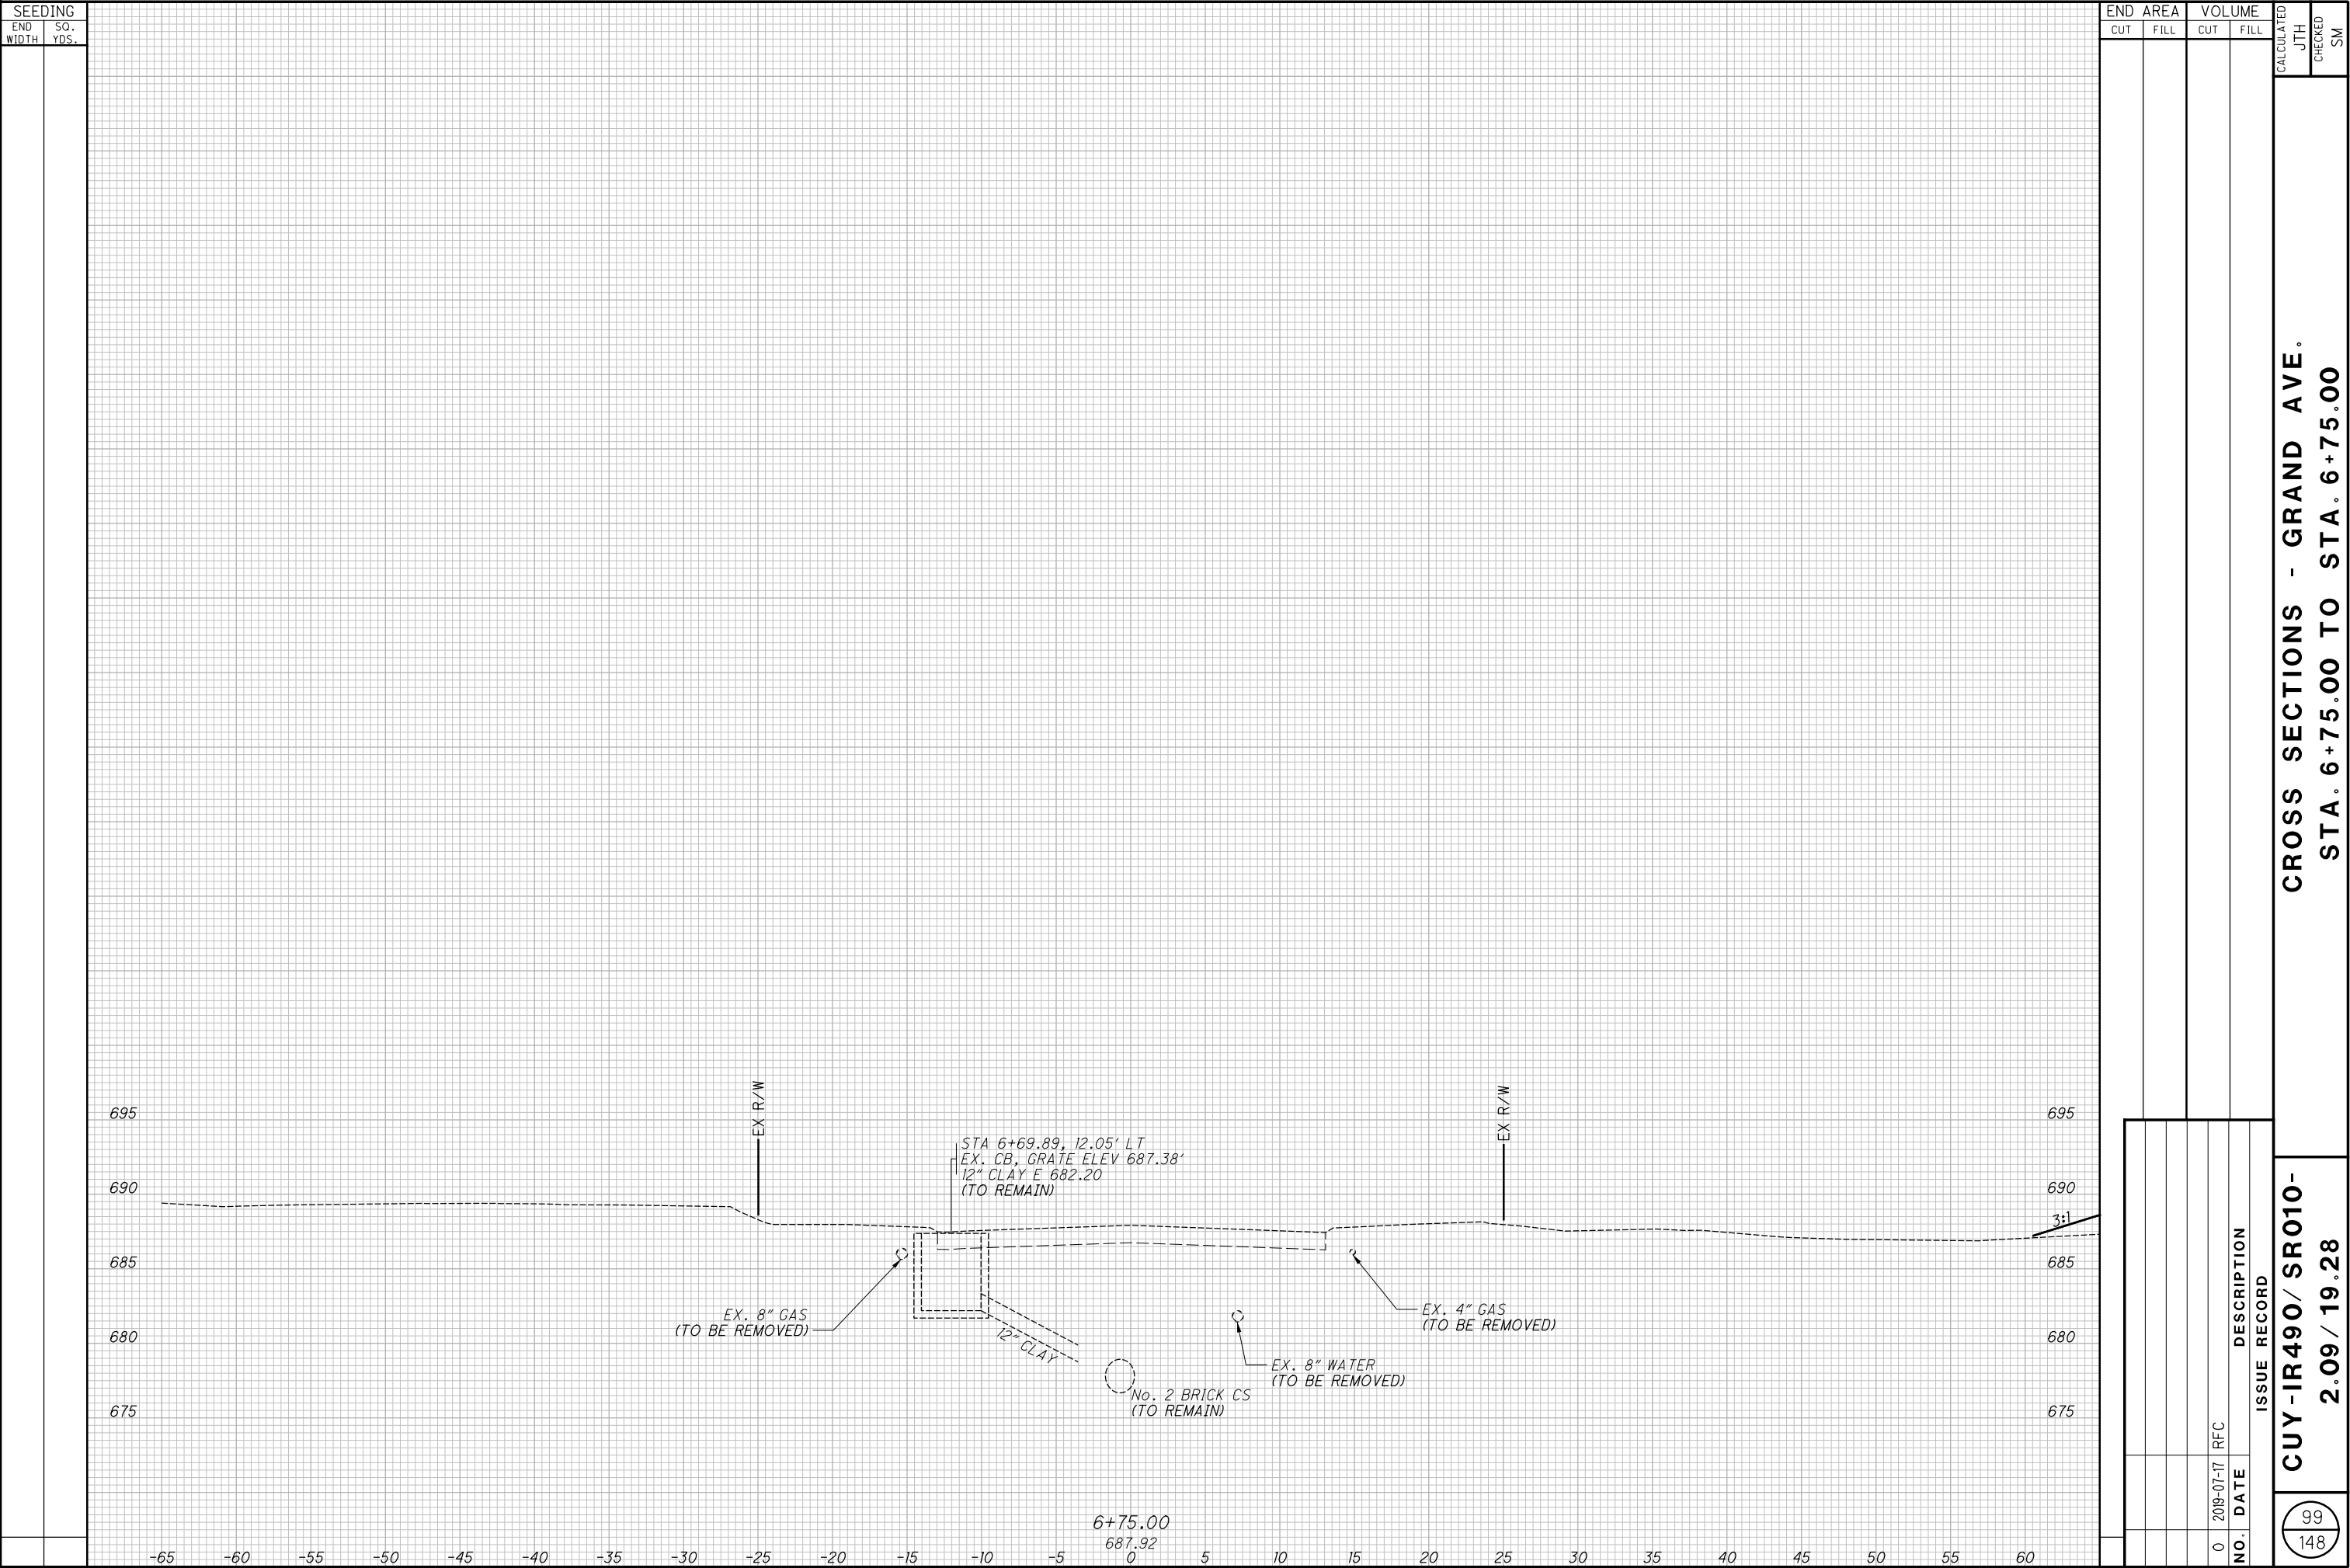 SEEDING
END WIDTH
SQ. YDS.
END AREA
VOLUME
CUT
FILL
CUT
FILL
CALCULATED
JTH
CHECKED
SM
CROSS SECTIONS - GRAND AVE.
STA. 6+75.00 TO STA. 6+75.00
EX R/W
EX R/W
695
695
STA 6+69.89, 12.05' LT
EX. CB, GRATE ELEV 687.38'
12" CLAY E 682.20
(TO REMAIN)
690
690
3:1
685
685
EX. 8" GAS
(TO BE REMOVED)
EX. 4" GAS
(TO BE REMOVED)
12" CLAY
680
680
EX. 8" WATER
(TO BE REMOVED)
No. 2 BRICK CS
(TO REMAIN)
675
675
6+75.00
687.92
-65 -60 -55 -50 -45 -40 -35 -30 -25 -20 -15 -10 -5 0 5 10 15 20 25 30 35 40 45 50 55 60
0 2019-07-17 RFC
NO. DATE DESCRIPTION
ISSUE RECORD
CUY-IR490/SR010-
2.09/19.28
99
148